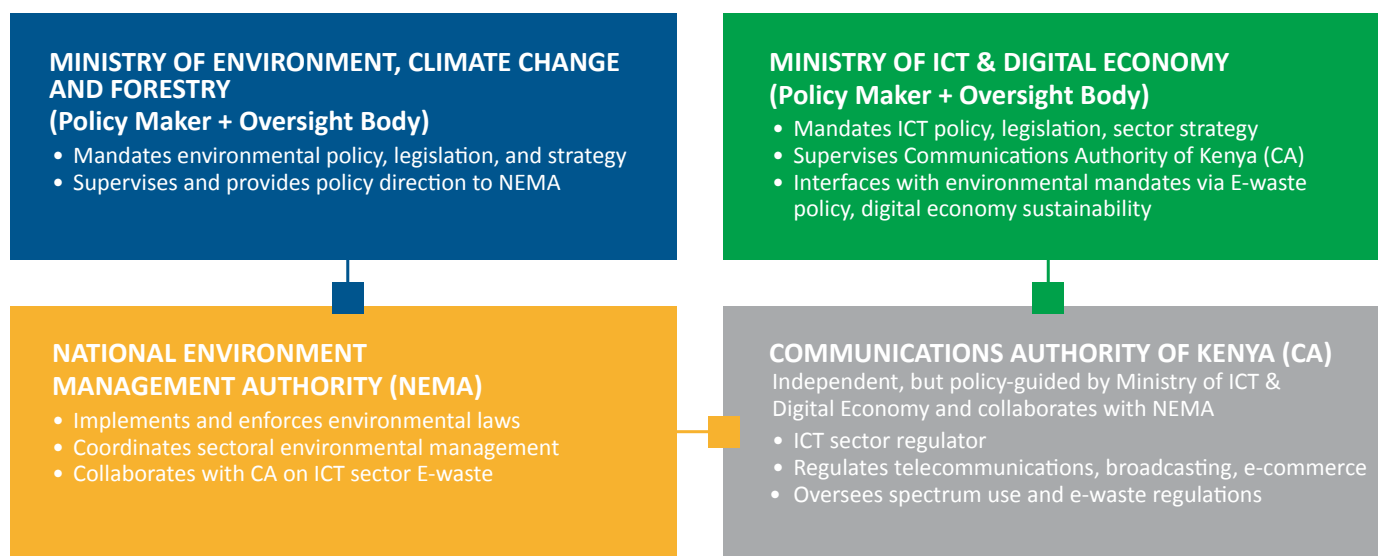 MINISTRY OF ENVIRONMENT, CLIMATE CHANGE
AND FORESTRY
(Policy Maker + Oversight Body)
• Mandates environmental policy, legislation, and strategy
• Supervises and provides policy direction to NEMA
MINISTRY OF ICT & DIGITAL ECONOMY
(Policy Maker + Oversight Body)
• Mandates ICT policy, legislation, sector strategy
• Supervises Communications Authority of Kenya (CA)
• Interfaces with environmental mandates via E-waste
policy, digital economy sustainability
NATIONAL ENVIRONMENT
MANAGEMENT AUTHORITY (NEMA)
• Implements and enforces environmental laws
• Coordinates sectoral environmental management
• Collaborates with CA on ICT sector E-waste
COMMUNICATIONS AUTHORITY OF KENYA (CA)
Independent, but policy-guided by Ministry of ICT &
Digital Economy and collaborates with NEMA
• ICT sector regulator
• Regulates telecommunications, broadcasting, e-commerce
• Oversees spectrum use and e-waste regulations